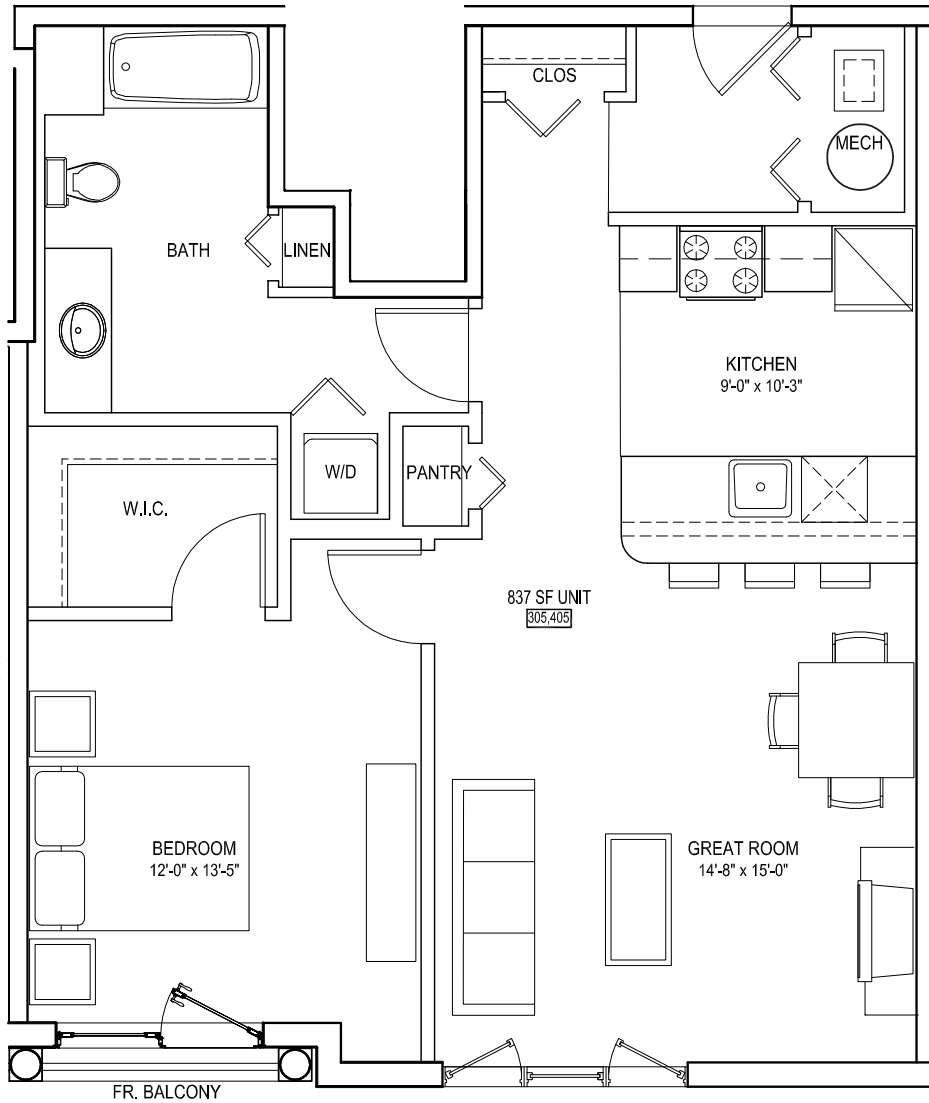 CLOS
MECH
BATH
LINEN
KITCHEN
9'-0" x 10'-3"
W/D
PANTRY
W.I.C.
837 SF UNIT
305,405
BEDROOM
12'-0" x 13'-5"
GREAT ROOM
14'-8" x 15'-0"
FR. BALCONY